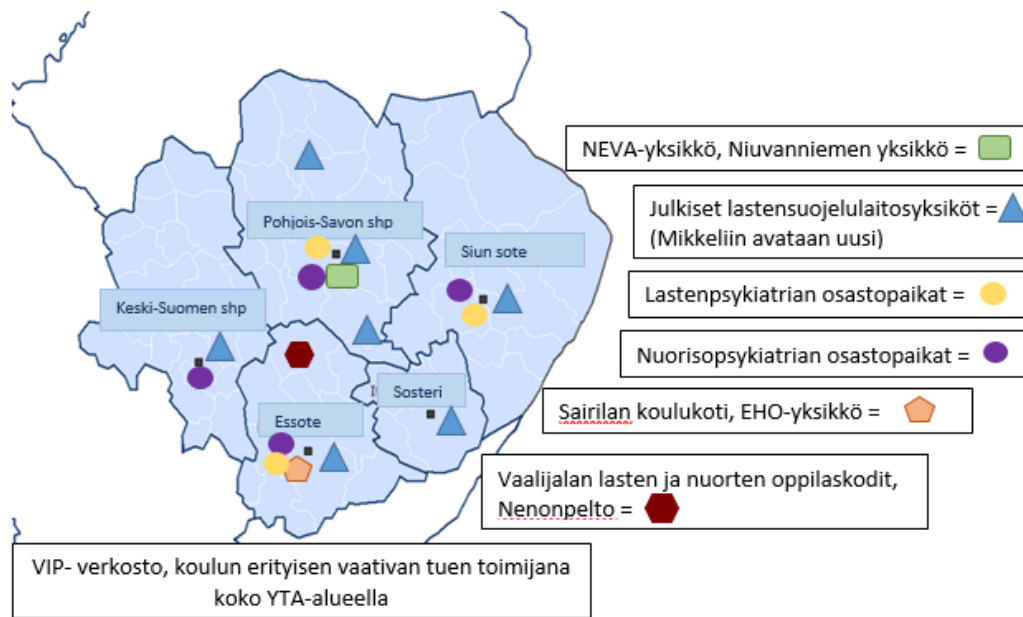 NEVA-yksikkö, Niuvanniemen yksikkö =
Julkiset lastensuojelulaitosyksiköt =
(Mikkeliin avataan uusi)
Pohjois-Savon shp
Siun sote
Lastenpsykiatrian osastopaikat =
Keski-Suomen shp
Nuorisopsykiatrian osastopaikat =
Sosteri
Sairilan koulukoti, EHO-yksikkö =
Essote
Vaalijalan lasten ja nuorten oppilaskodit,
Nenonpelto =
VIP- verkosto, koulun erityisen vaativan tuen toimijana
koko YTA-alueella